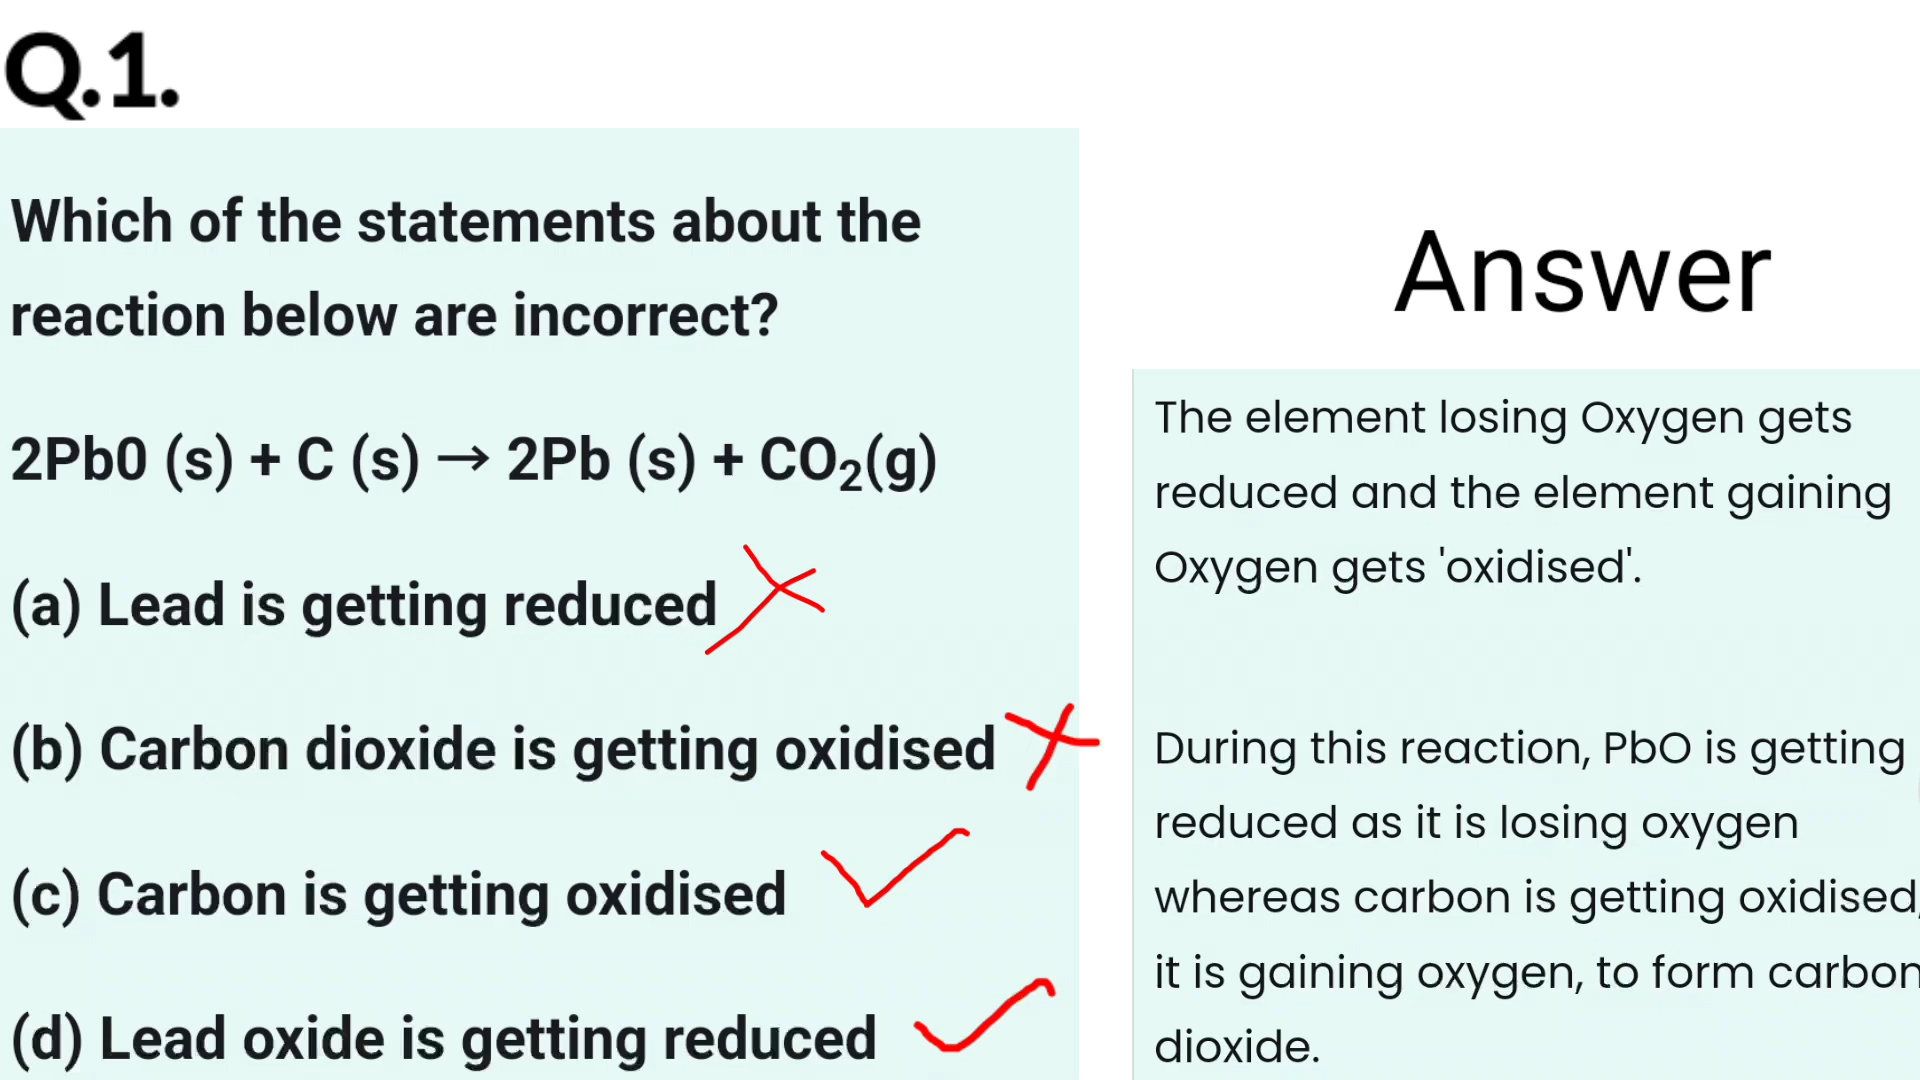 Q.1.
Which of the statements about the
reaction below are incorrect?
2Pb0 (s) + C (s) → 2Pb (s) + CO₂(g)
(a) Lead is getting reduced
(b) Carbon dioxide is getting oxidised
(c) Carbon is getting oxidised
(d) Lead oxide is getting reduced
Answer
The element losing Oxygen gets
reduced and the element gaining
Oxygen gets 'oxidised'.
During this reaction, PbO is getting
reduced as it is losing oxygen
whereas carbon is getting oxidised,
it is gaining oxygen, to form carbon
dioxide.